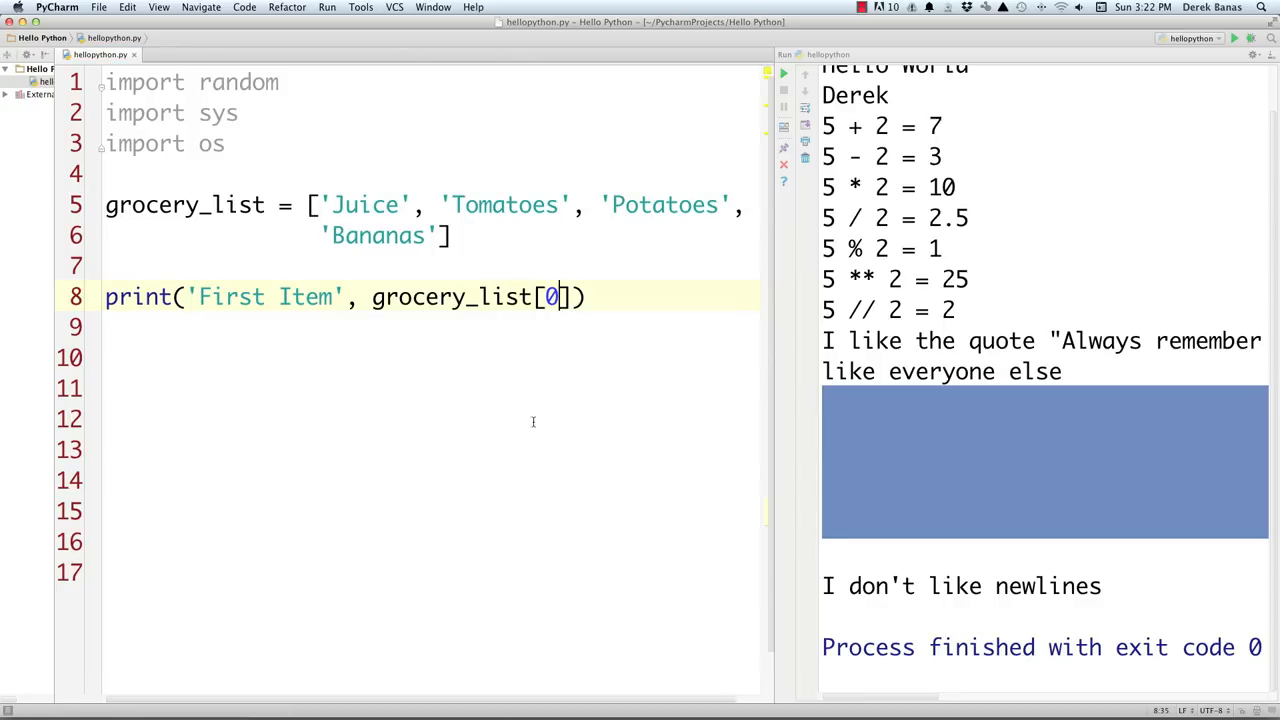 PyCharm File Edit View Navigate Code Refactor Run Tools VCS Window Help 10 Sun 3:22 PM Derek Banas
hellopython.py - Hello Python - [~/PycharmProjects/Hello Python]
Hello Python hellopython.py hellopython
hellopython.py
Run hellopython
Hello P
hell
Extern
1 import random
2 import sys
3 import os
4
5 grocery_list = ['Juice', 'Tomatoes', 'Potatoes',
6 'Bananas']
7
8 print('First Item', grocery_list[0])
9
10
11
12
13
14
15
16
17
Hello World
Derek
5 + 2 = 7
5 - 2 = 3
5 * 2 = 10
5 / 2 = 2.5
5 % 2 = 1
5 ** 2 = 25
5 // 2 = 2
I like the quote "Always remember
like everyone else
I don't like newlines
Process finished with exit code 0
8:35 LF UTF-8